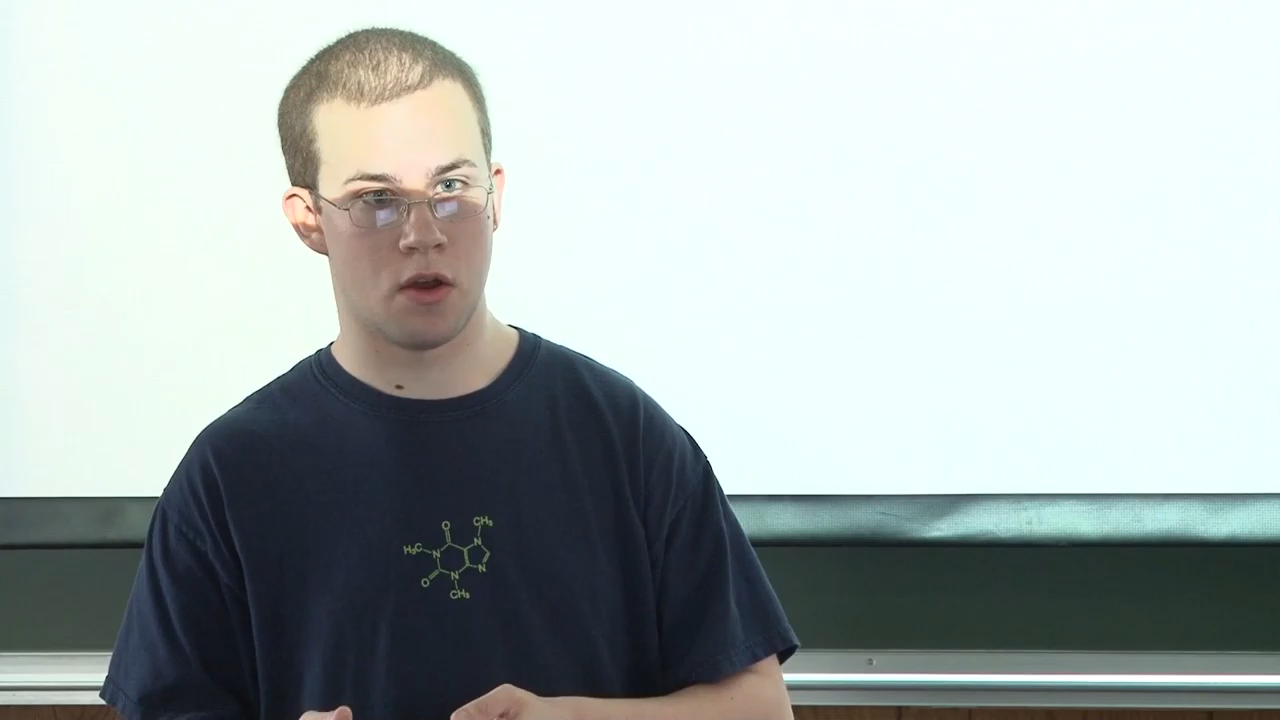 O CH₃
H₃C N N
O N N
CH₃